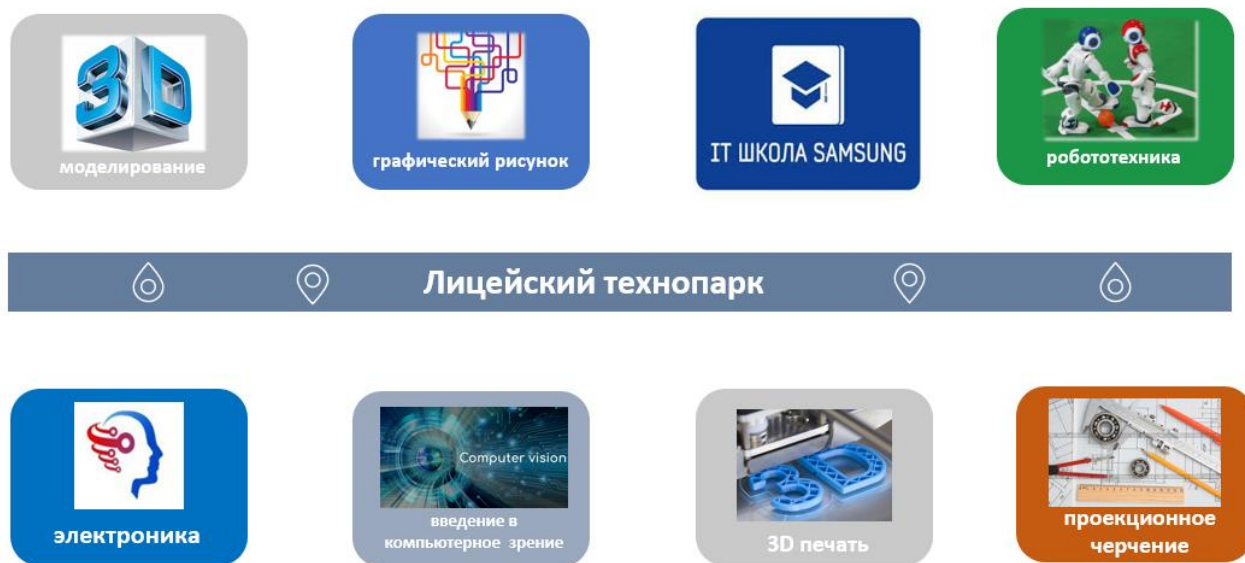 3D
моделирование
графический рисунок
IT ШКОЛА SAMSUNG
робототехника
Лицейский технопарк
электроника
Computer vision
введение в
компьютерное зрение
3D
3D печать
проекционное
черчение